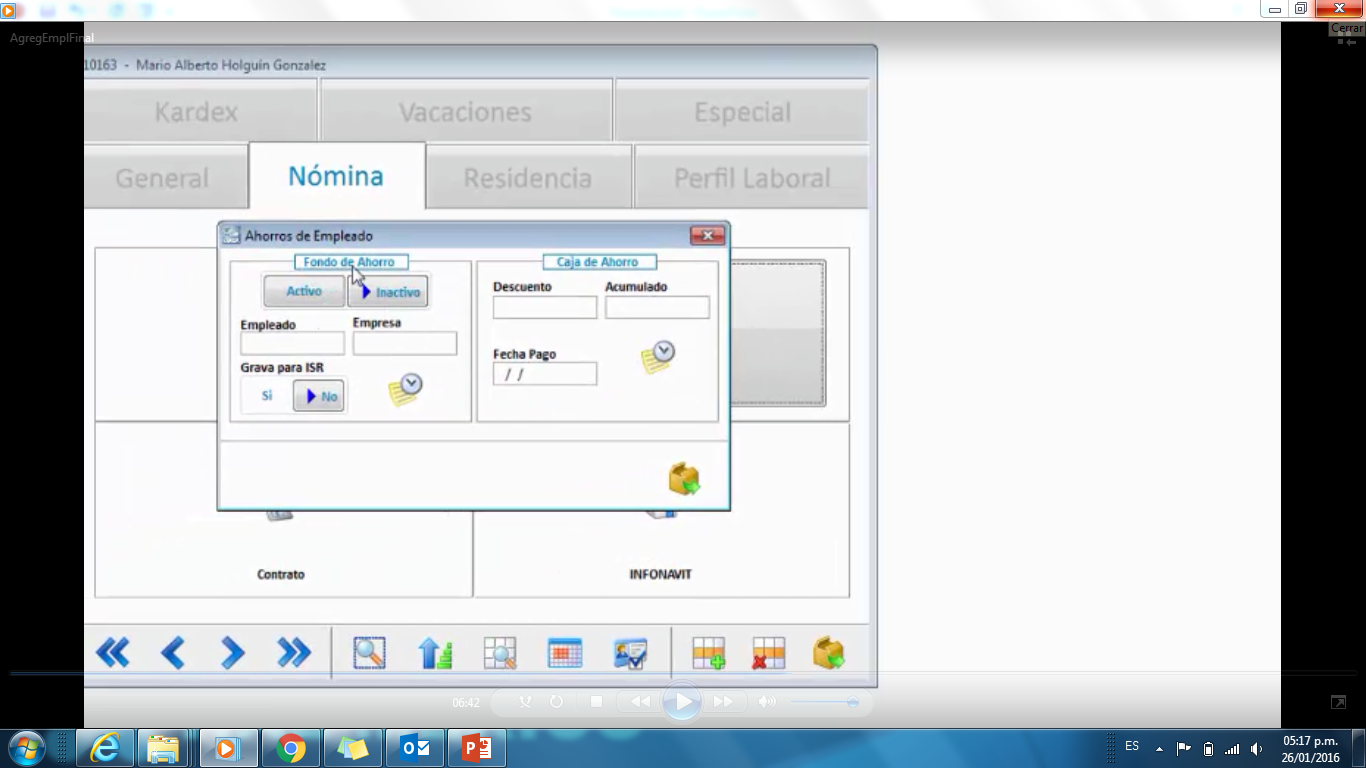 AgregEmplFinal
Cerrar
10163 - Mario Alberto Holguín Gonzalez
Kardex
Vacaciones
Especial
General
Nómina
Residencia
Perfil Laboral
Ahorros de Empleado
Fondo de Ahorro
Activo
Inactivo
Empleado
Empresa
Grava para ISR
Si
No
Caja de Ahorro
Descuento
Acumulado
Fecha Pago
/ /
Contrato
INFONAVIT
06:42
ES
05:17 p.m.
26/01/2016